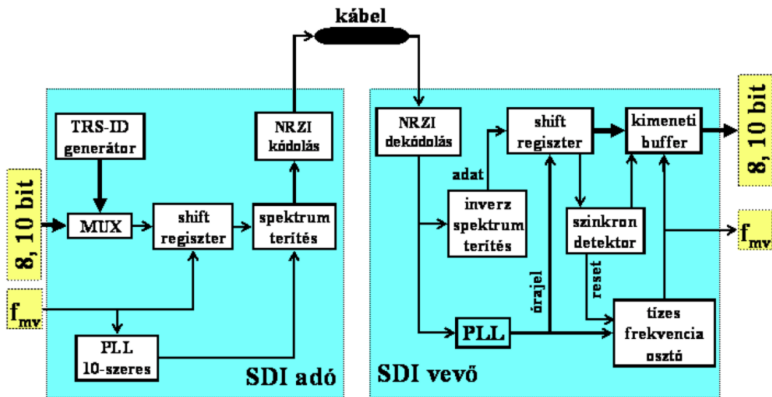 kábel
TRS-ID
generátor
NRZI
kódolás
8, 10 bit
MUX
shift
regiszter
spektrum
terítés
f_mv
PLL
10-szeres
SDI adó
NRZI
dekódolás
adat
inverz
spektrum
terítés
shift
regiszter
kimeneti
buffer
8, 10 bit
szinkron
detektor
f_mv
órajel
reset
PLL
tízes
frekvencia
osztó
SDI vevő